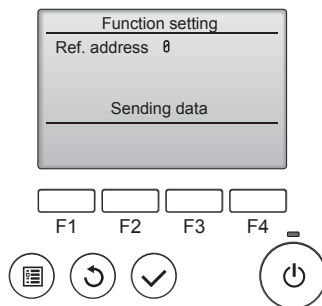 Function setting
Ref. address 0
Sending data
F1 F2 F3 F4